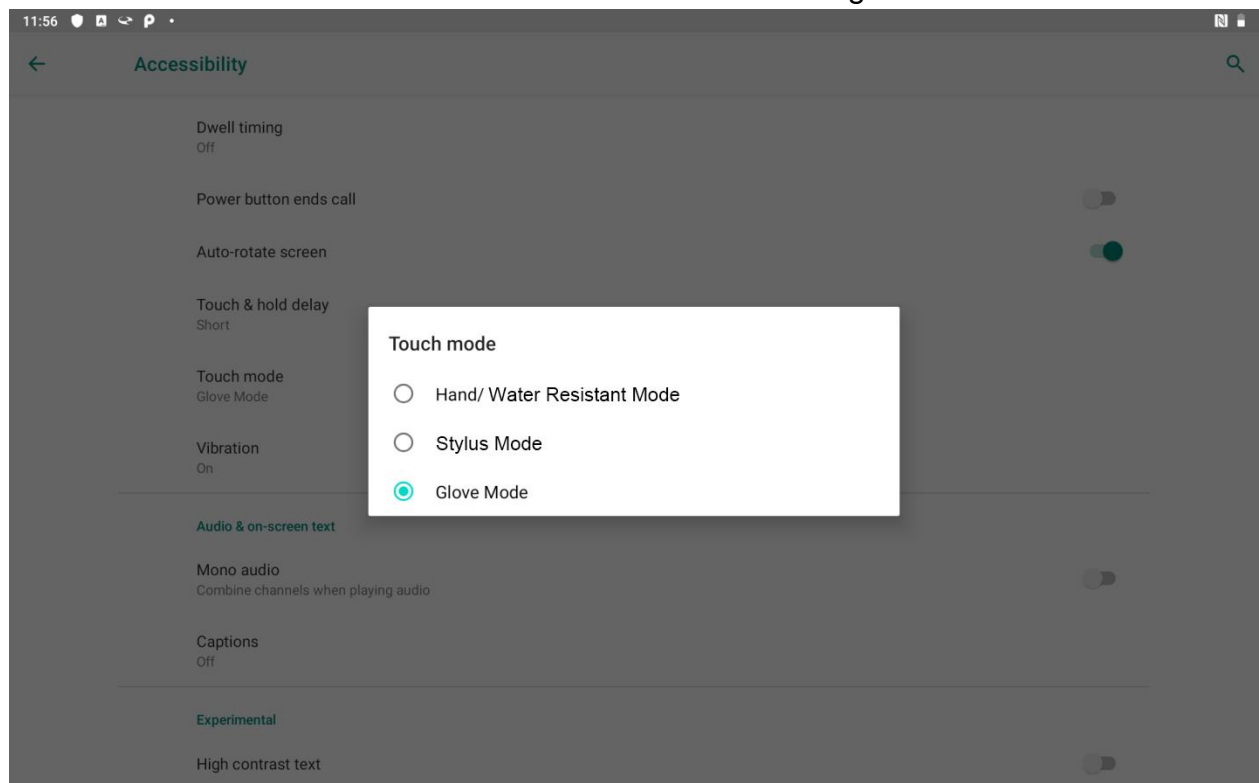 11:56
Accessibility
Dwell timing
Off
Power button ends call
Auto-rotate screen
Touch & hold delay
Short
Touch mode
Glove Mode
Vibration
On
Touch mode
Hand/ Water Resistant Mode
Stylus Mode
Glove Mode
Audio & on-screen text
Mono audio
Combine channels when playing audio
Captions
Off
Experimental
High contrast text